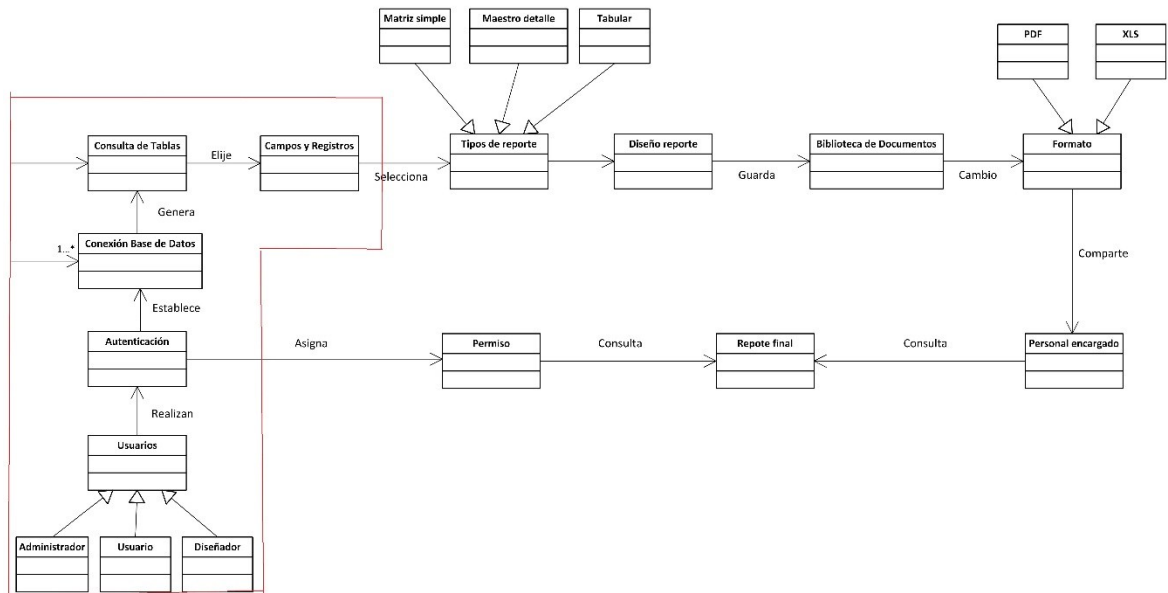 Matriz simple
Maestro detalle
Tabular
PDF
XLS
Consulta de Tablas
Elije
Campos y Registros
Selecciona
Tipos de reporte
Diseño reporte
Guarda
Biblioteca de Documentos
Cambio
Formato
Genera
1...*
Conexión Base de Datos
Comparte
Establece
Autenticación
Asigna
Permiso
Consulta
Repote final
Consulta
Personal encargado
Realizan
Usuarios
Administrador
Usuario
Diseñador